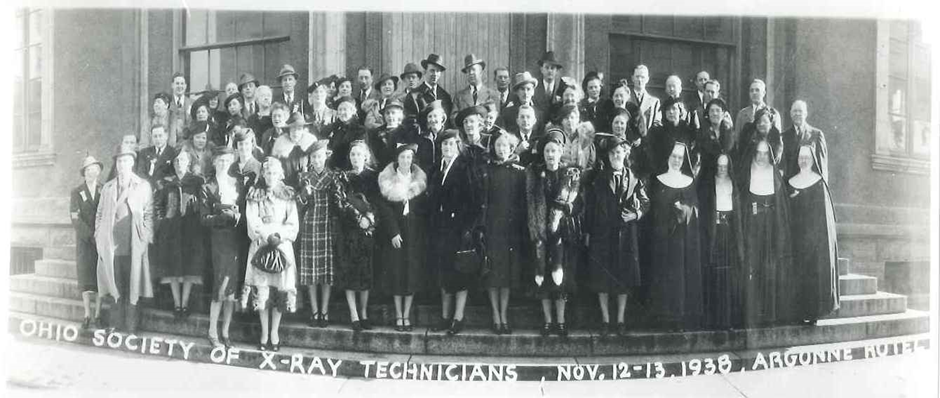 OHIO SOCIETY OF X-RAY TECHNICIANS , NOV. 12-13, 1938, ARGONNE HOTEL.